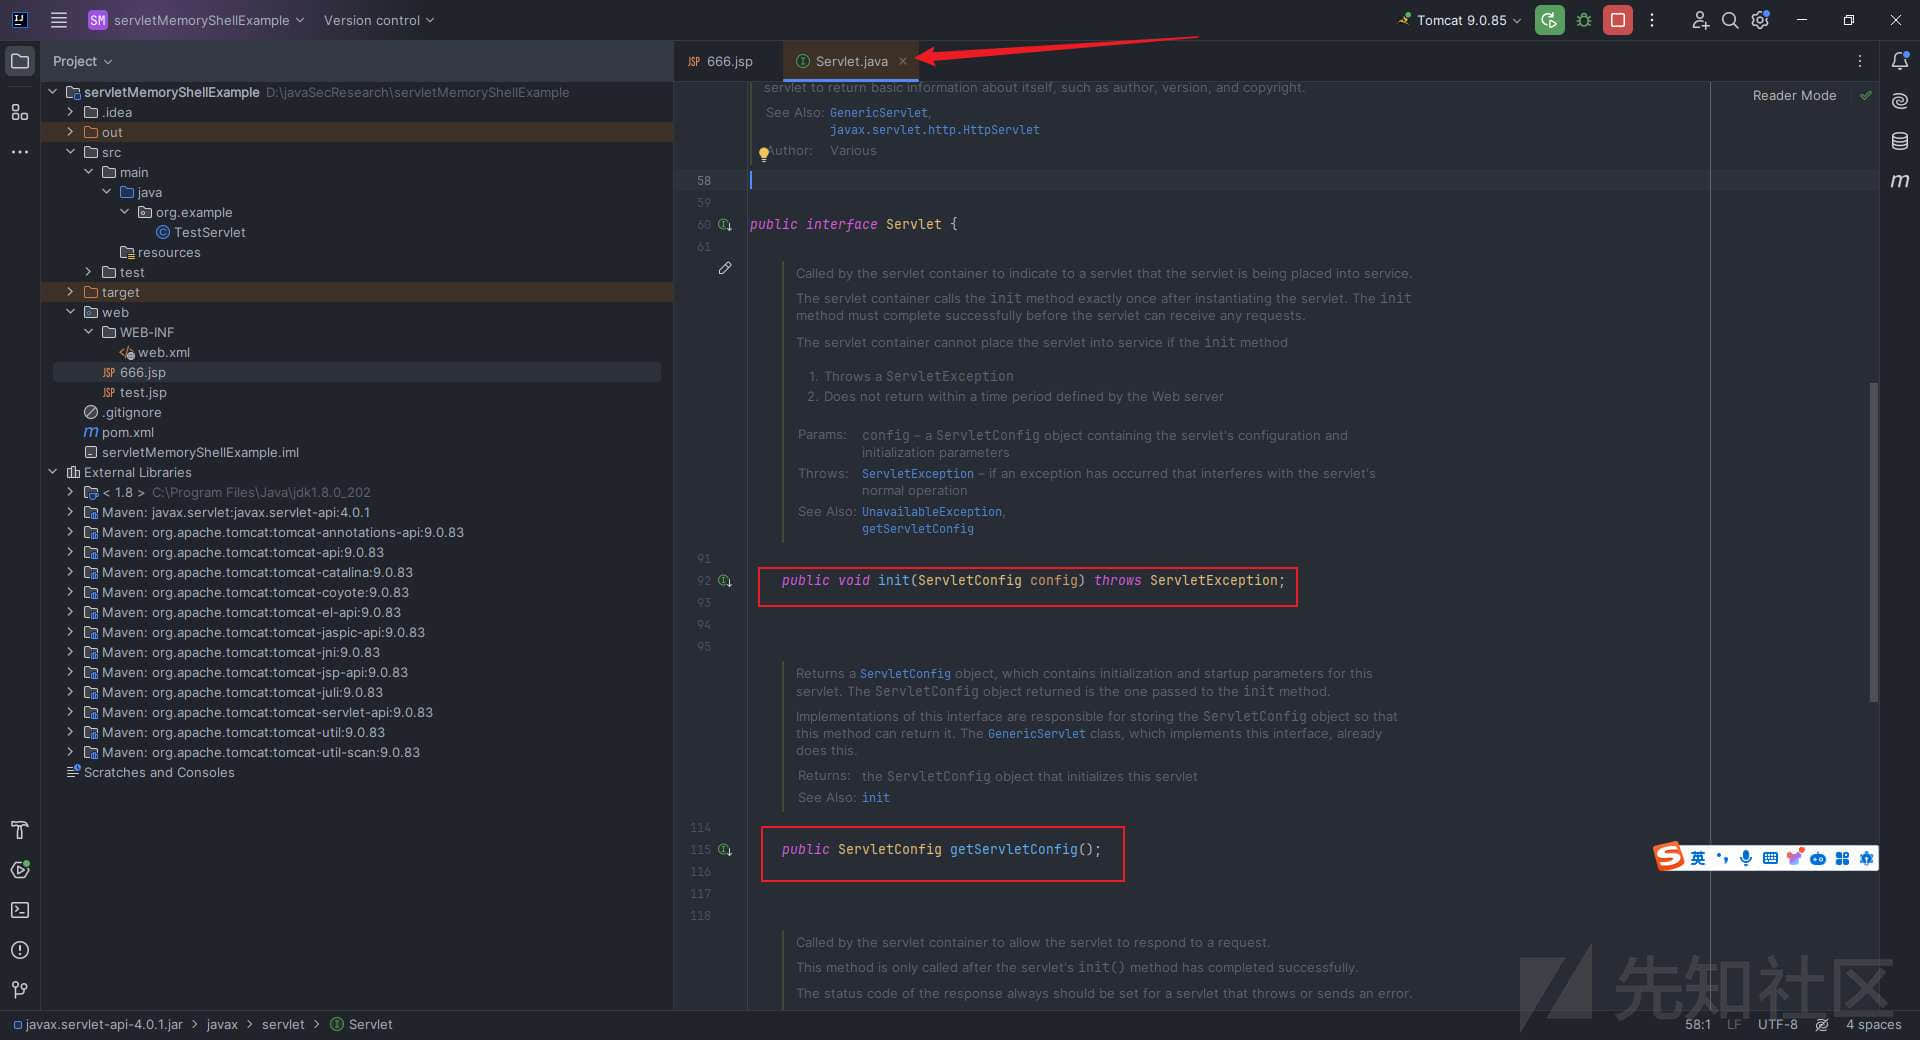 SM servletMemoryShellExample Version control
Tomcat 9.0.85
Project
JSP 666.jsp
Servlet.java
servletMemoryShellExample D:\javaSecResearch\servletMemoryShellExample
.idea
out
src
main
java
org.example
TestServlet
resources
test
target
web
WEB-INF
web.xml
JSP 666.jsp
JSP test.jsp
.gitignore
pom.xml
servletMemoryShellExample.iml
External Libraries
< 1.8 > C:\Program Files\Java\jdk1.8.0_202
Maven: javax.servlet:javax.servlet-api:4.0.1
Maven: org.apache.tomcat:tomcat-annotations-api:9.0.83
Maven: org.apache.tomcat:tomcat-api:9.0.83
Maven: org.apache.tomcat:tomcat-catalina:9.0.83
Maven: org.apache.tomcat:tomcat-coyote:9.0.83
Maven: org.apache.tomcat:tomcat-el-api:9.0.83
Maven: org.apache.tomcat:tomcat-jaspic-api:9.0.83
Maven: org.apache.tomcat:tomcat-jni:9.0.83
Maven: org.apache.tomcat:tomcat-jsp-api:9.0.83
Maven: org.apache.tomcat:tomcat-juli:9.0.83
Maven: org.apache.tomcat:tomcat-servlet-api:9.0.83
Maven: org.apache.tomcat:tomcat-util:9.0.83
Maven: org.apache.tomcat:tomcat-util-scan:9.0.83
Scratches and Consoles
servlet to return basic information about itself, such as author, version, and copyright.
Reader Mode
See Also: GenericServlet,
javax.servlet.http.HttpServlet
Author: Various
58
59
60 public interface Servlet {
61
Called by the servlet container to indicate to a servlet that the servlet is being placed into service.
The servlet container calls the init method exactly once after instantiating the servlet. The init
method must complete successfully before the servlet can receive any requests.
The servlet container cannot place the servlet into service if the init method
1. Throws a ServletException
2. Does not return within a time period defined by the Web server
Params: config – a ServletConfig object containing the servlet's configuration and
initialization parameters
Throws: ServletException – if an exception has occurred that interferes with the servlet's
normal operation
See Also: UnavailableException,
getServletConfig
91
92 public void init(ServletConfig config) throws ServletException;
93
94
95
Returns a ServletConfig object, which contains initialization and startup parameters for this
servlet. The ServletConfig object returned is the one passed to the init method.
Implementations of this interface are responsible for storing the ServletConfig object so that
this method can return it. The GenericServlet class, which implements this interface, already
does this.
Returns: the ServletConfig object that initializes this servlet
See Also: init
114
115 public ServletConfig getServletConfig();
116
117
118
Called by the servlet container to allow the servlet to respond to a request.
This method is only called after the servlet's init() method has completed successfully.
The status code of the response always should be set for a servlet that throws or sends an error.
英
先知社区
javax.servlet-api-4.0.1.jar > javax > servlet > Servlet
58:1 LF UTF-8 4 spaces